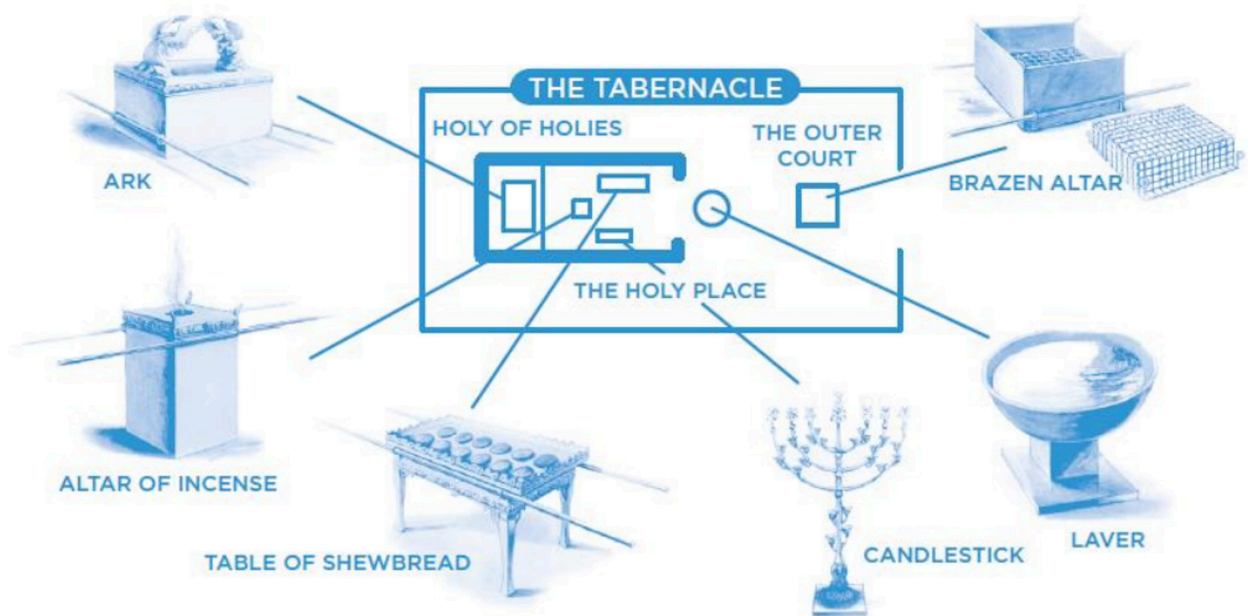 THE TABERNACLE
HOLY OF HOLIES
THE OUTER
COURT
ARK
BRAZEN ALTAR
THE HOLY PLACE
ALTAR OF INCENSE
TABLE OF SHEWBREAD
CANDLESTICK
LAVER